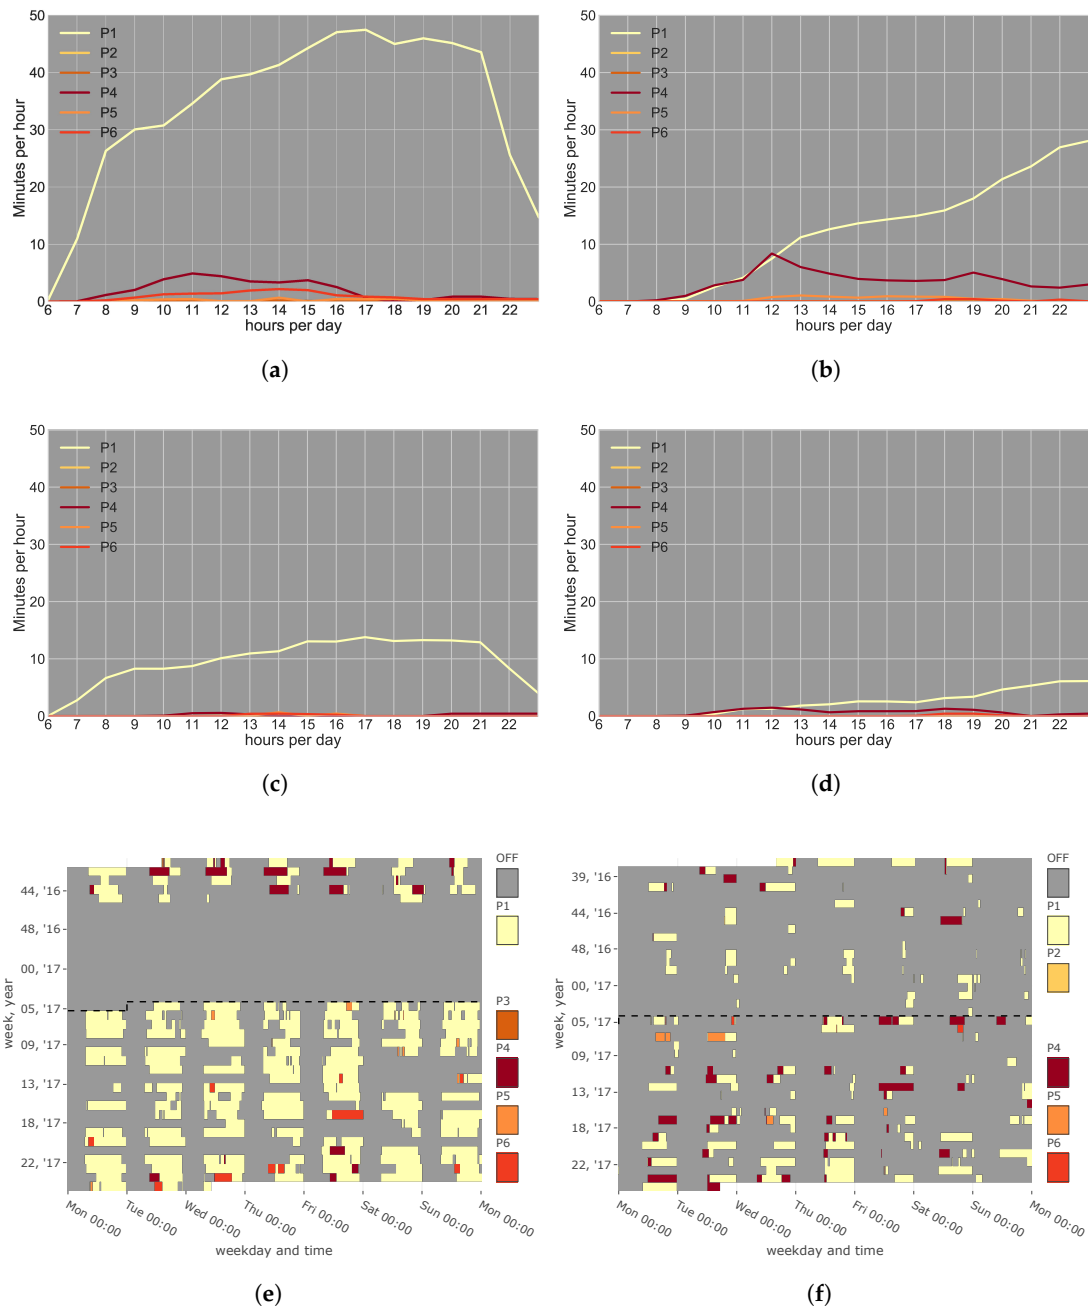 50
40
30
20
10
0
Minutes per hour
P1
P2
P3
P4
P5
P6
6 7 8 9 10 11 12 13 14 15 16 17 18 19 20 21 22
hours per day
(a)
50
40
30
20
10
0
Minutes per hour
P1
P2
P3
P4
P5
P6
6 7 8 9 10 11 12 13 14 15 16 17 18 19 20 21 22
hours per day
(b)
50
40
30
20
10
0
Minutes per hour
P1
P2
P3
P4
P5
P6
6 7 8 9 10 11 12 13 14 15 16 17 18 19 20 21 22
hours per day
(c)
50
40
30
20
10
0
Minutes per hour
P1
P2
P3
P4
P5
P6
6 7 8 9 10 11 12 13 14 15 16 17 18 19 20 21 22
hours per day
(d)
44, '16
48, '16
00, '17
05, '17
09, '17
13, '17
18, '17
22, '17
week, year
OFF
P1
P3
P4
P5
P6
Mon 00:00 Tue 00:00 Wed 00:00 Thu 00:00 Fri 00:00 Sat 00:00 Sun 00:00 Mon 00:00
weekday and time
(e)
39, '16
44, '16
48, '16
00, '17
05, '17
09, '17
13, '17
18, '17
22, '17
week, year
OFF
P1
P2
P4
P5
P6
Mon 00:00 Tue 00:00 Wed 00:00 Thu 00:00 Fri 00:00 Sat 00:00 Sun 00:00 Mon 00:00
weekday and time
(f)